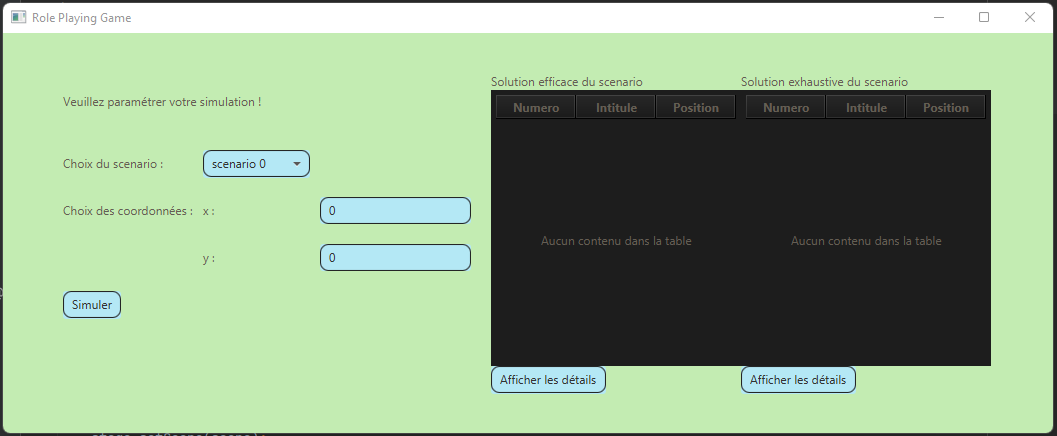 Role Playing Game
Veuillez paramétrer votre simulation !
Choix du scenario :
scenario 0
Choix des coordonnées :
x :
0
y :
0
Simuler
Solution efficace du scenario
Numero
Intitule
Position
Aucun contenu dans la table
Afficher les détails
Solution exhaustive du scenario
Numero
Intitule
Position
Aucun contenu dans la table
Afficher les détails